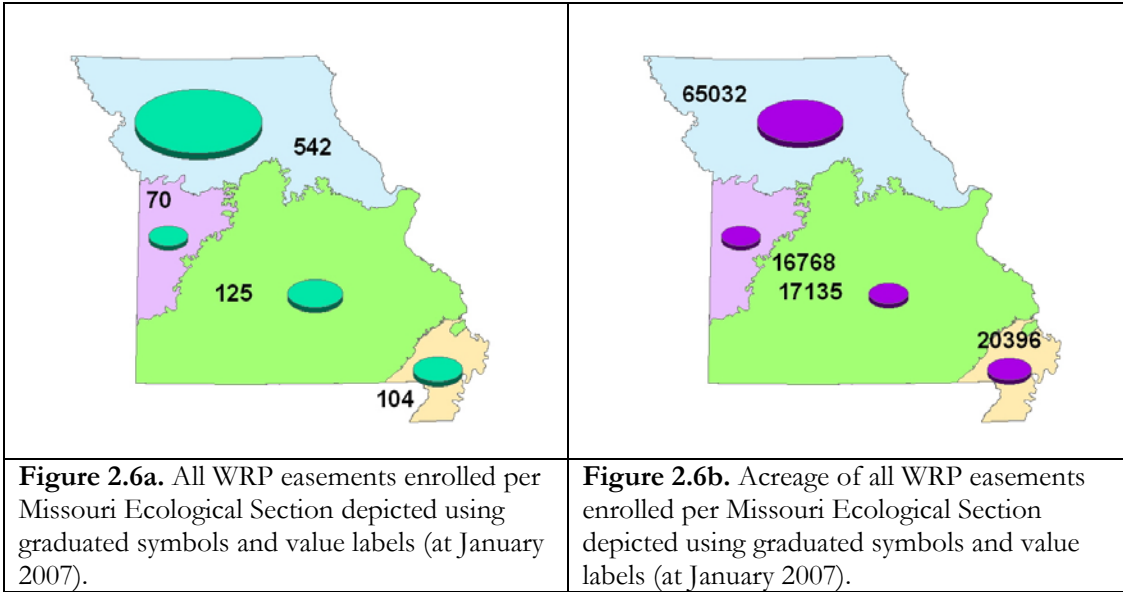 542
70
125
104
65032
16768
17135
20396
Figure 2.6a. All WRP easements enrolled per
Missouri Ecological Section depicted using
graduated symbols and value labels (at January
2007).
Figure 2.6b. Acreage of all WRP easements
enrolled per Missouri Ecological Section
depicted using graduated symbols and value
labels (at January 2007).